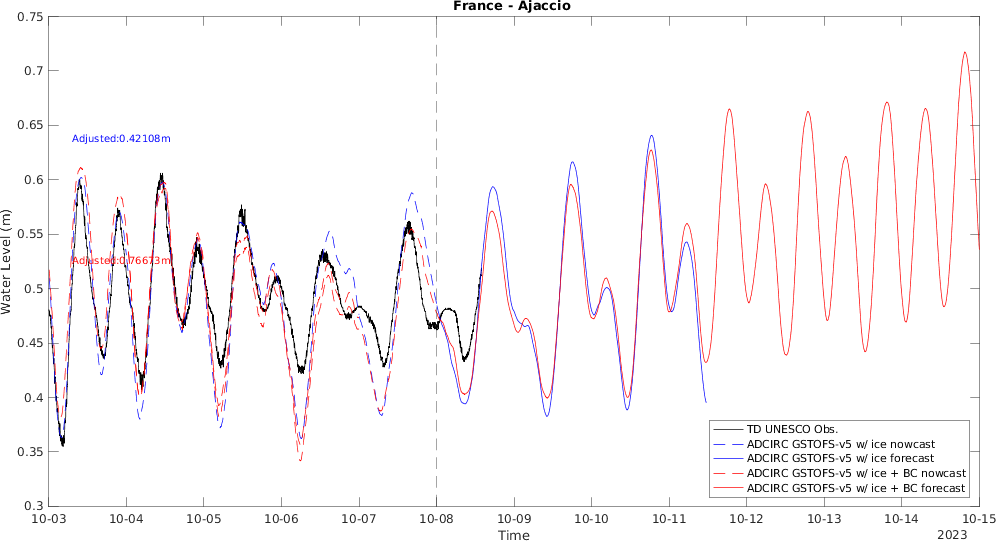 France - Ajaccio
0.75
0.7
0.65
0.6
0.55
0.5
0.45
0.4
0.35
0.3
Water Level (m)
Adjusted:0.42108m
Adjusted:0.76673m
TD UNESCO Obs.
ADCIRC GSTOFS-v5 w/ ice nowcast
ADCIRC GSTOFS-v5 w/ ice forecast
ADCIRC GSTOFS-v5 w/ ice + BC nowcast
ADCIRC GSTOFS-v5 w/ ice + BC forecast
10-03 10-04 10-05 10-06 10-07 10-08 10-09 10-10 10-11 10-12 10-13 10-14 10-15
Time
2023